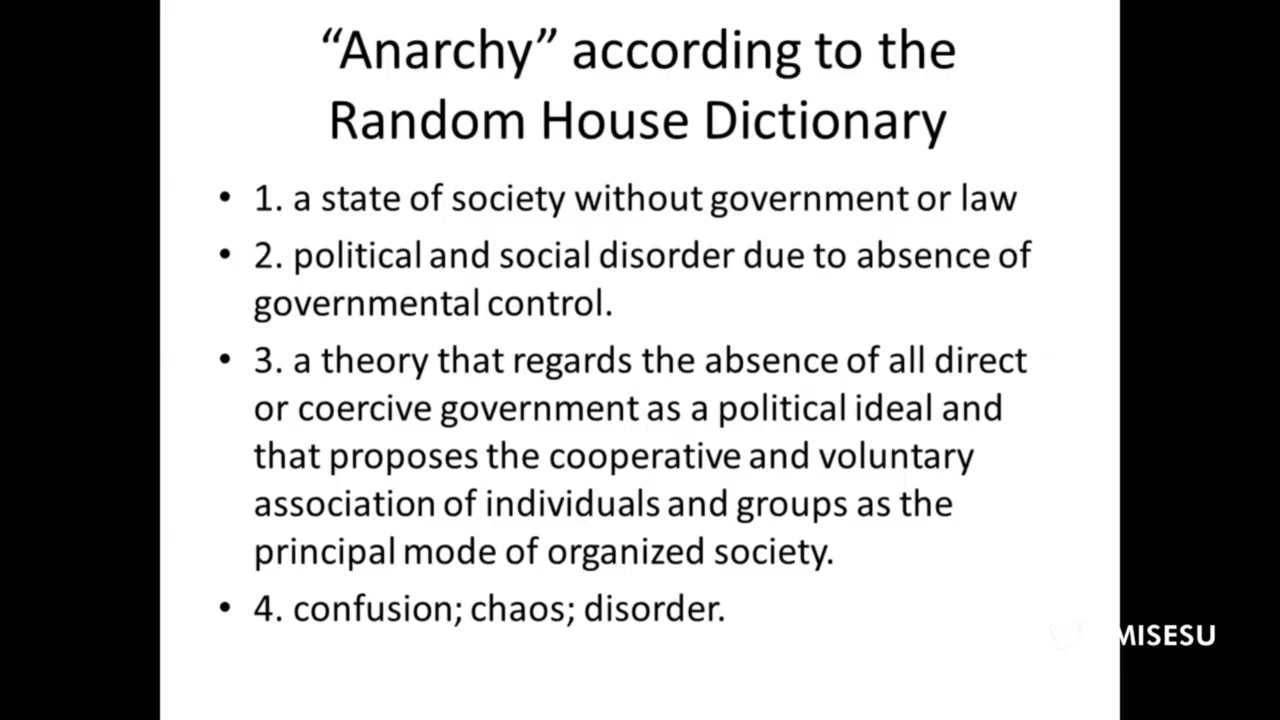 “Anarchy” according to the
Random House Dictionary
• 1. a state of society without government or law
• 2. political and social disorder due to absence of
governmental control.
• 3. a theory that regards the absence of all direct
or coercive government as a political ideal and
that proposes the cooperative and voluntary
association of individuals and groups as the
principal mode of organized society.
• 4. confusion; chaos; disorder.
MISESU